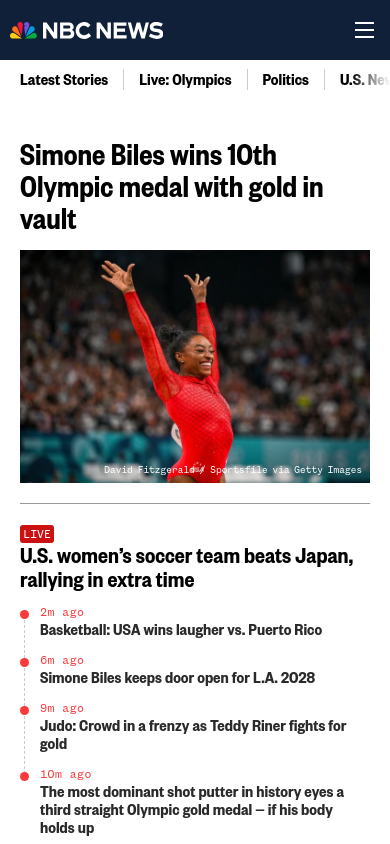 NBC NEWS
Latest Stories
Live: Olympics
Politics
U.S. Ne
Simone Biles wins 10th
Olympic medal with gold in
vault
David Fitzgerald / Sportsfile via Getty Images
LIVE
U.S. women’s soccer team beats Japan,
rallying in extra time
2m ago
Basketball: USA wins laugher vs. Puerto Rico
6m ago
Simone Biles keeps door open for L.A. 2028
9m ago
Judo: Crowd in a frenzy as Teddy Riner fights for
gold
10m ago
The most dominant shot putter in history eyes a
third straight Olympic gold medal — if his body
holds up